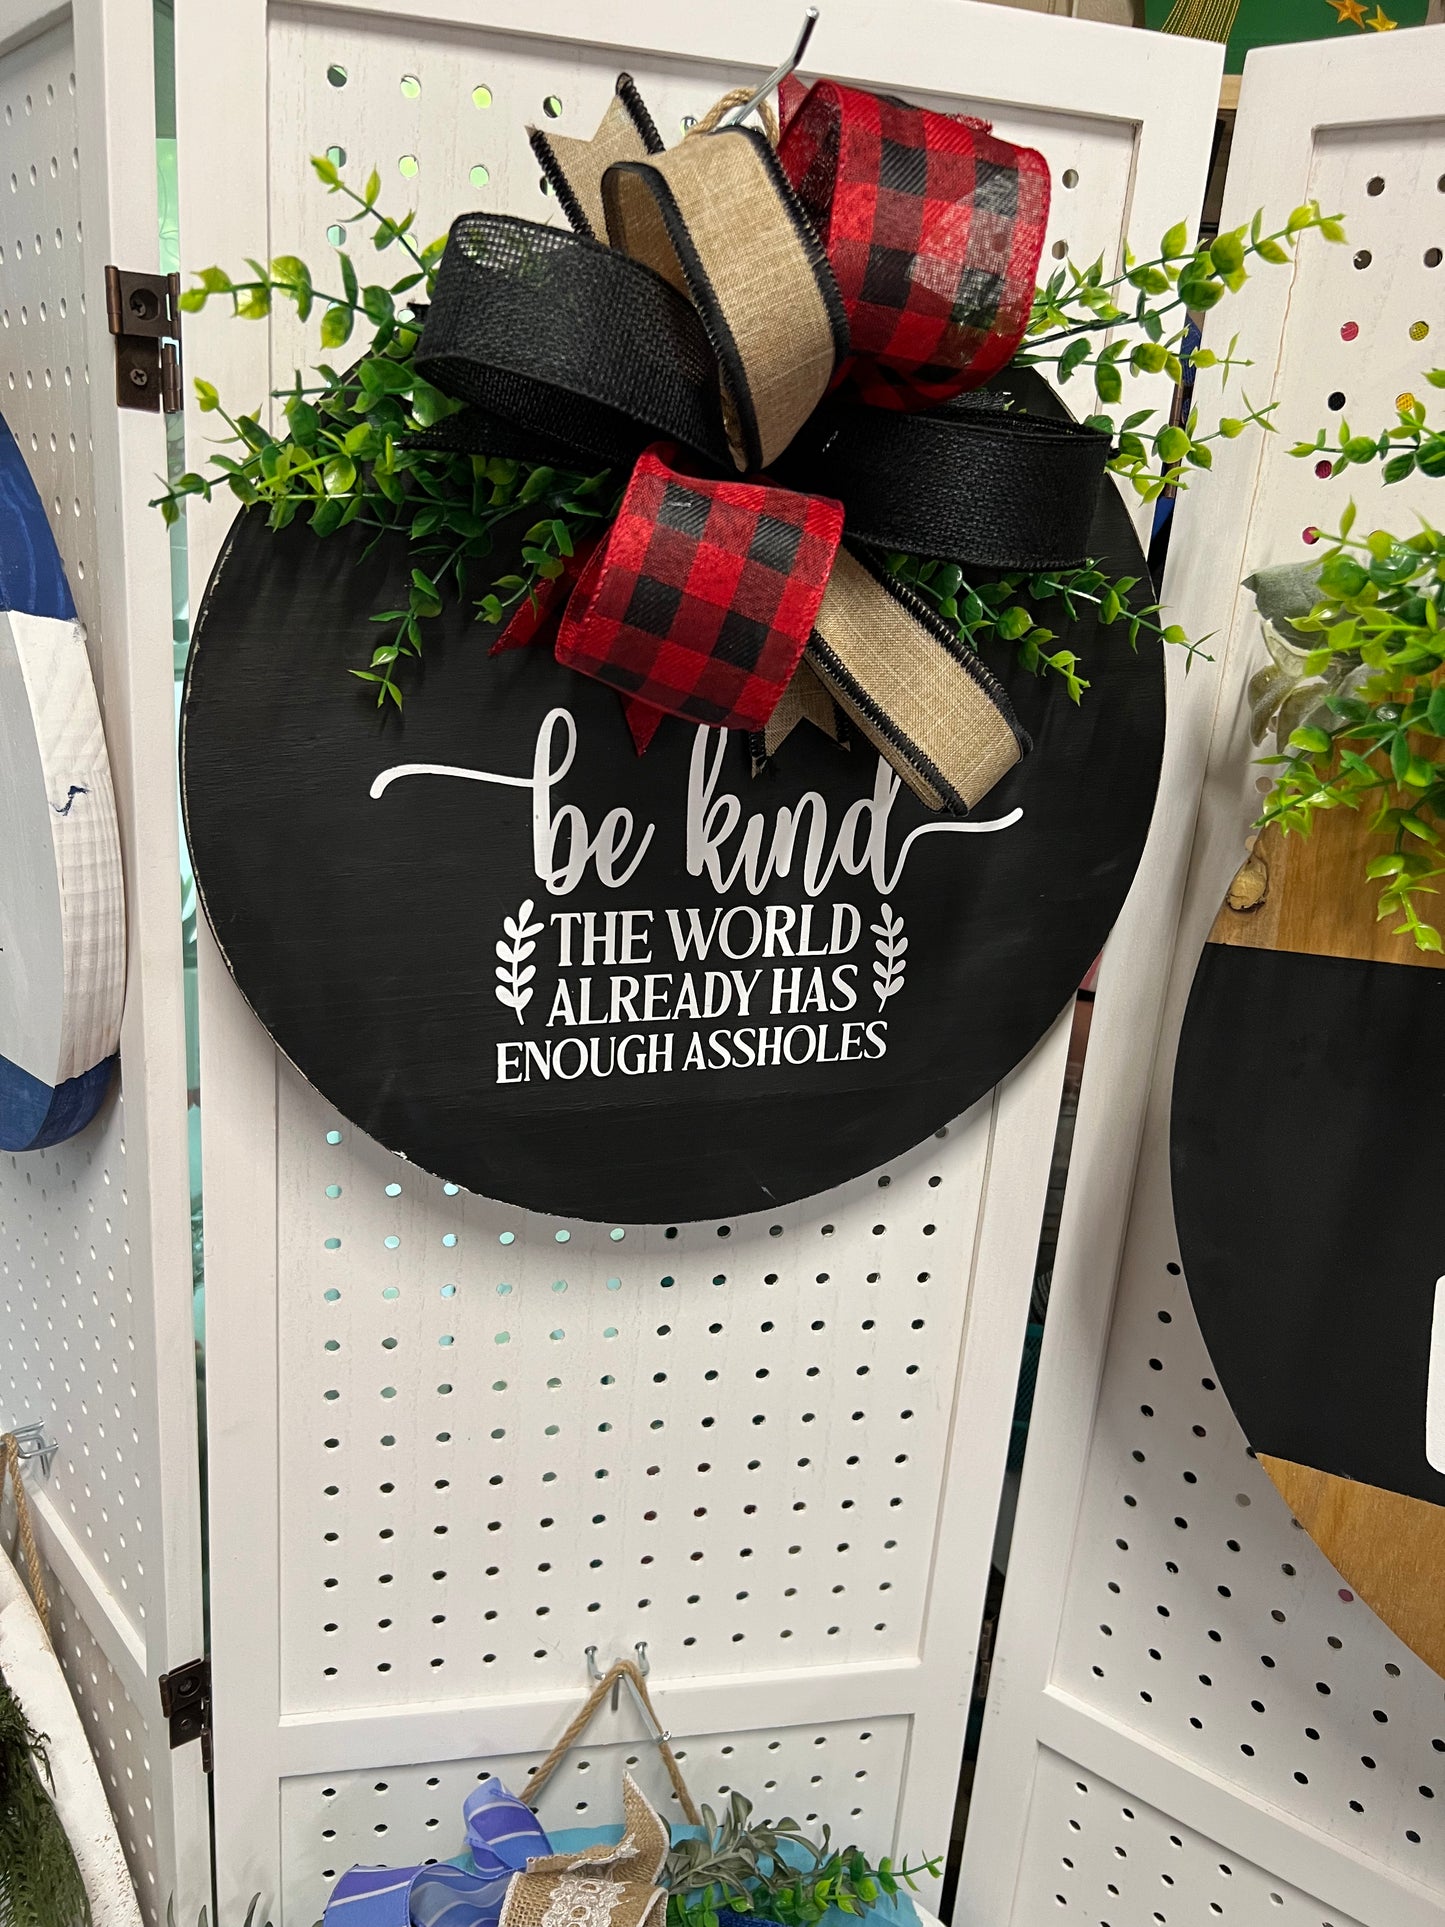 be kind
THE WORLD
ALREADY HAS
ENOUGH ASSHOLES